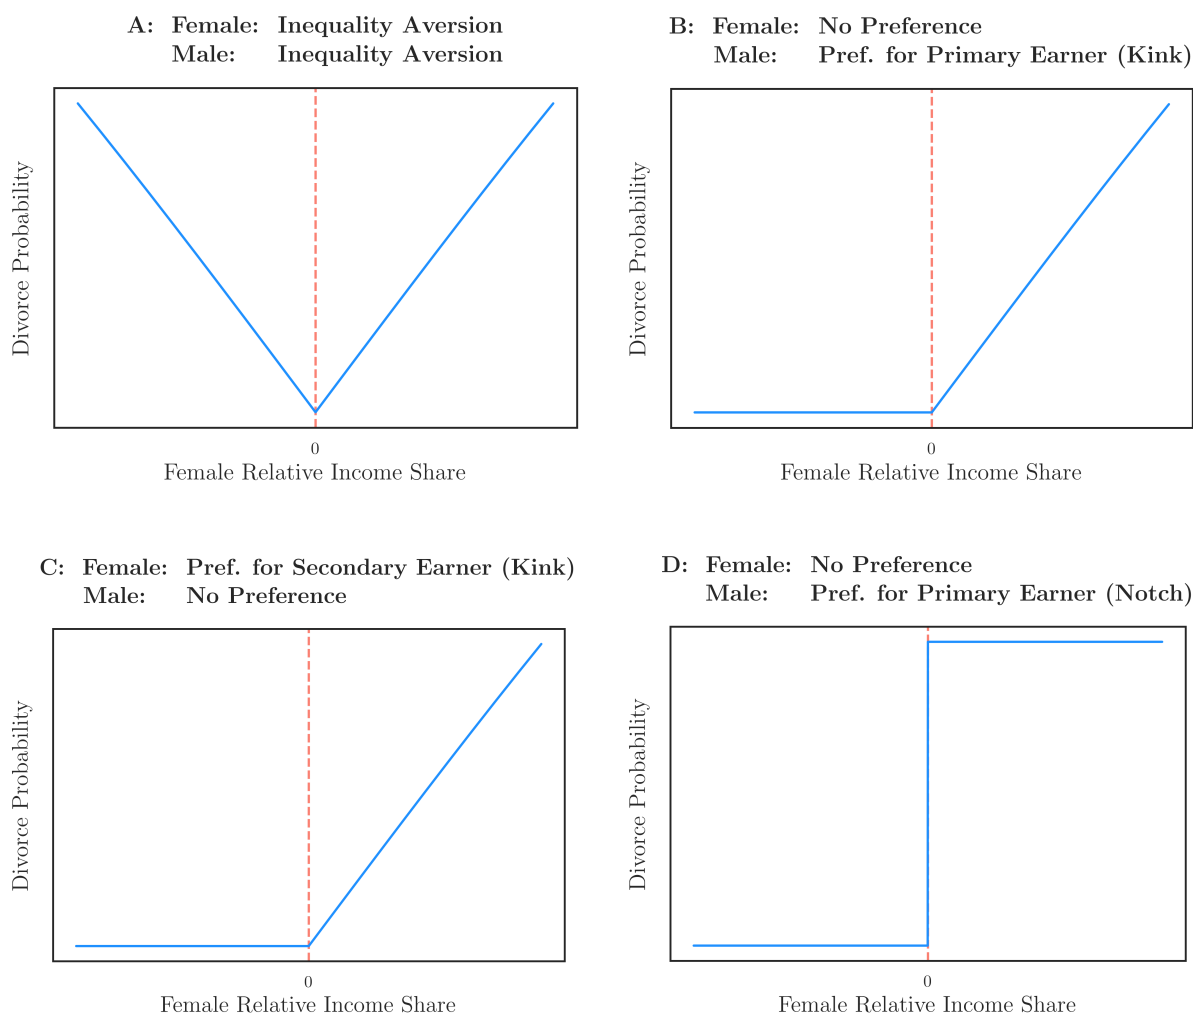 A: Female: Inequality Aversion
Male: Inequality Aversion
Divorce Probability
0
Female Relative Income Share
B: Female: No Preference
Male: Pref. for Primary Earner (Kink)
Divorce Probability
0
Female Relative Income Share
C: Female: Pref. for Secondary Earner (Kink)
Male: No Preference
Divorce Probability
0
Female Relative Income Share
D: Female: No Preference
Male: Pref. for Primary Earner (Notch)
Divorce Probability
0
Female Relative Income Share